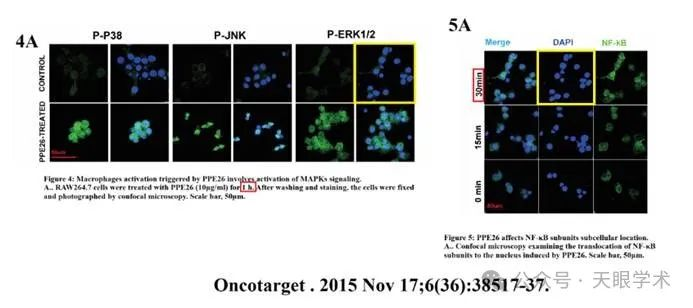 4A
P-P38 P-JNK P-ERK1/2
CONTROL
PPE26-TREATED
50μm
Figure 4: Macrophages activation triggered by PPE26 involves activation of MAPKs signaling.
A.. RAW264.7 cells were treated with PPE26 (10μg/ml) for 1 h. After washing and staining, the cells were fixed
and photographed by confocal microscopy. Scale bar, 50μm.
5A
Merge DAPI NF-kB
30min
15min
0 min
50μm
Figure 5: PPE26 affects NF-κB subunits subcellular location.
A.. Confocal microscopy examining the translocation of NF-κB
subunits to the nucleus induced by PPE26. Scale bar, 50μm.
Oncotarget . 2015 Nov 17;6(36):38517-37.
公众号 · 天眼学术